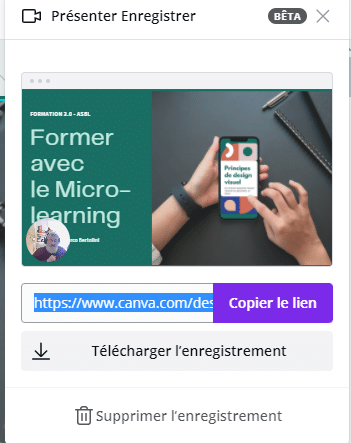 Présenter Enregistrer
BÊTA
FORMATION 2.0 - ASBL
Former
avec
le Micro-
learning
Bertolini
Principes
de design
visuel
https://www.canva.com/des
Copier le lien
Télécharger l'enregistrement
Supprimer l'enregistrement